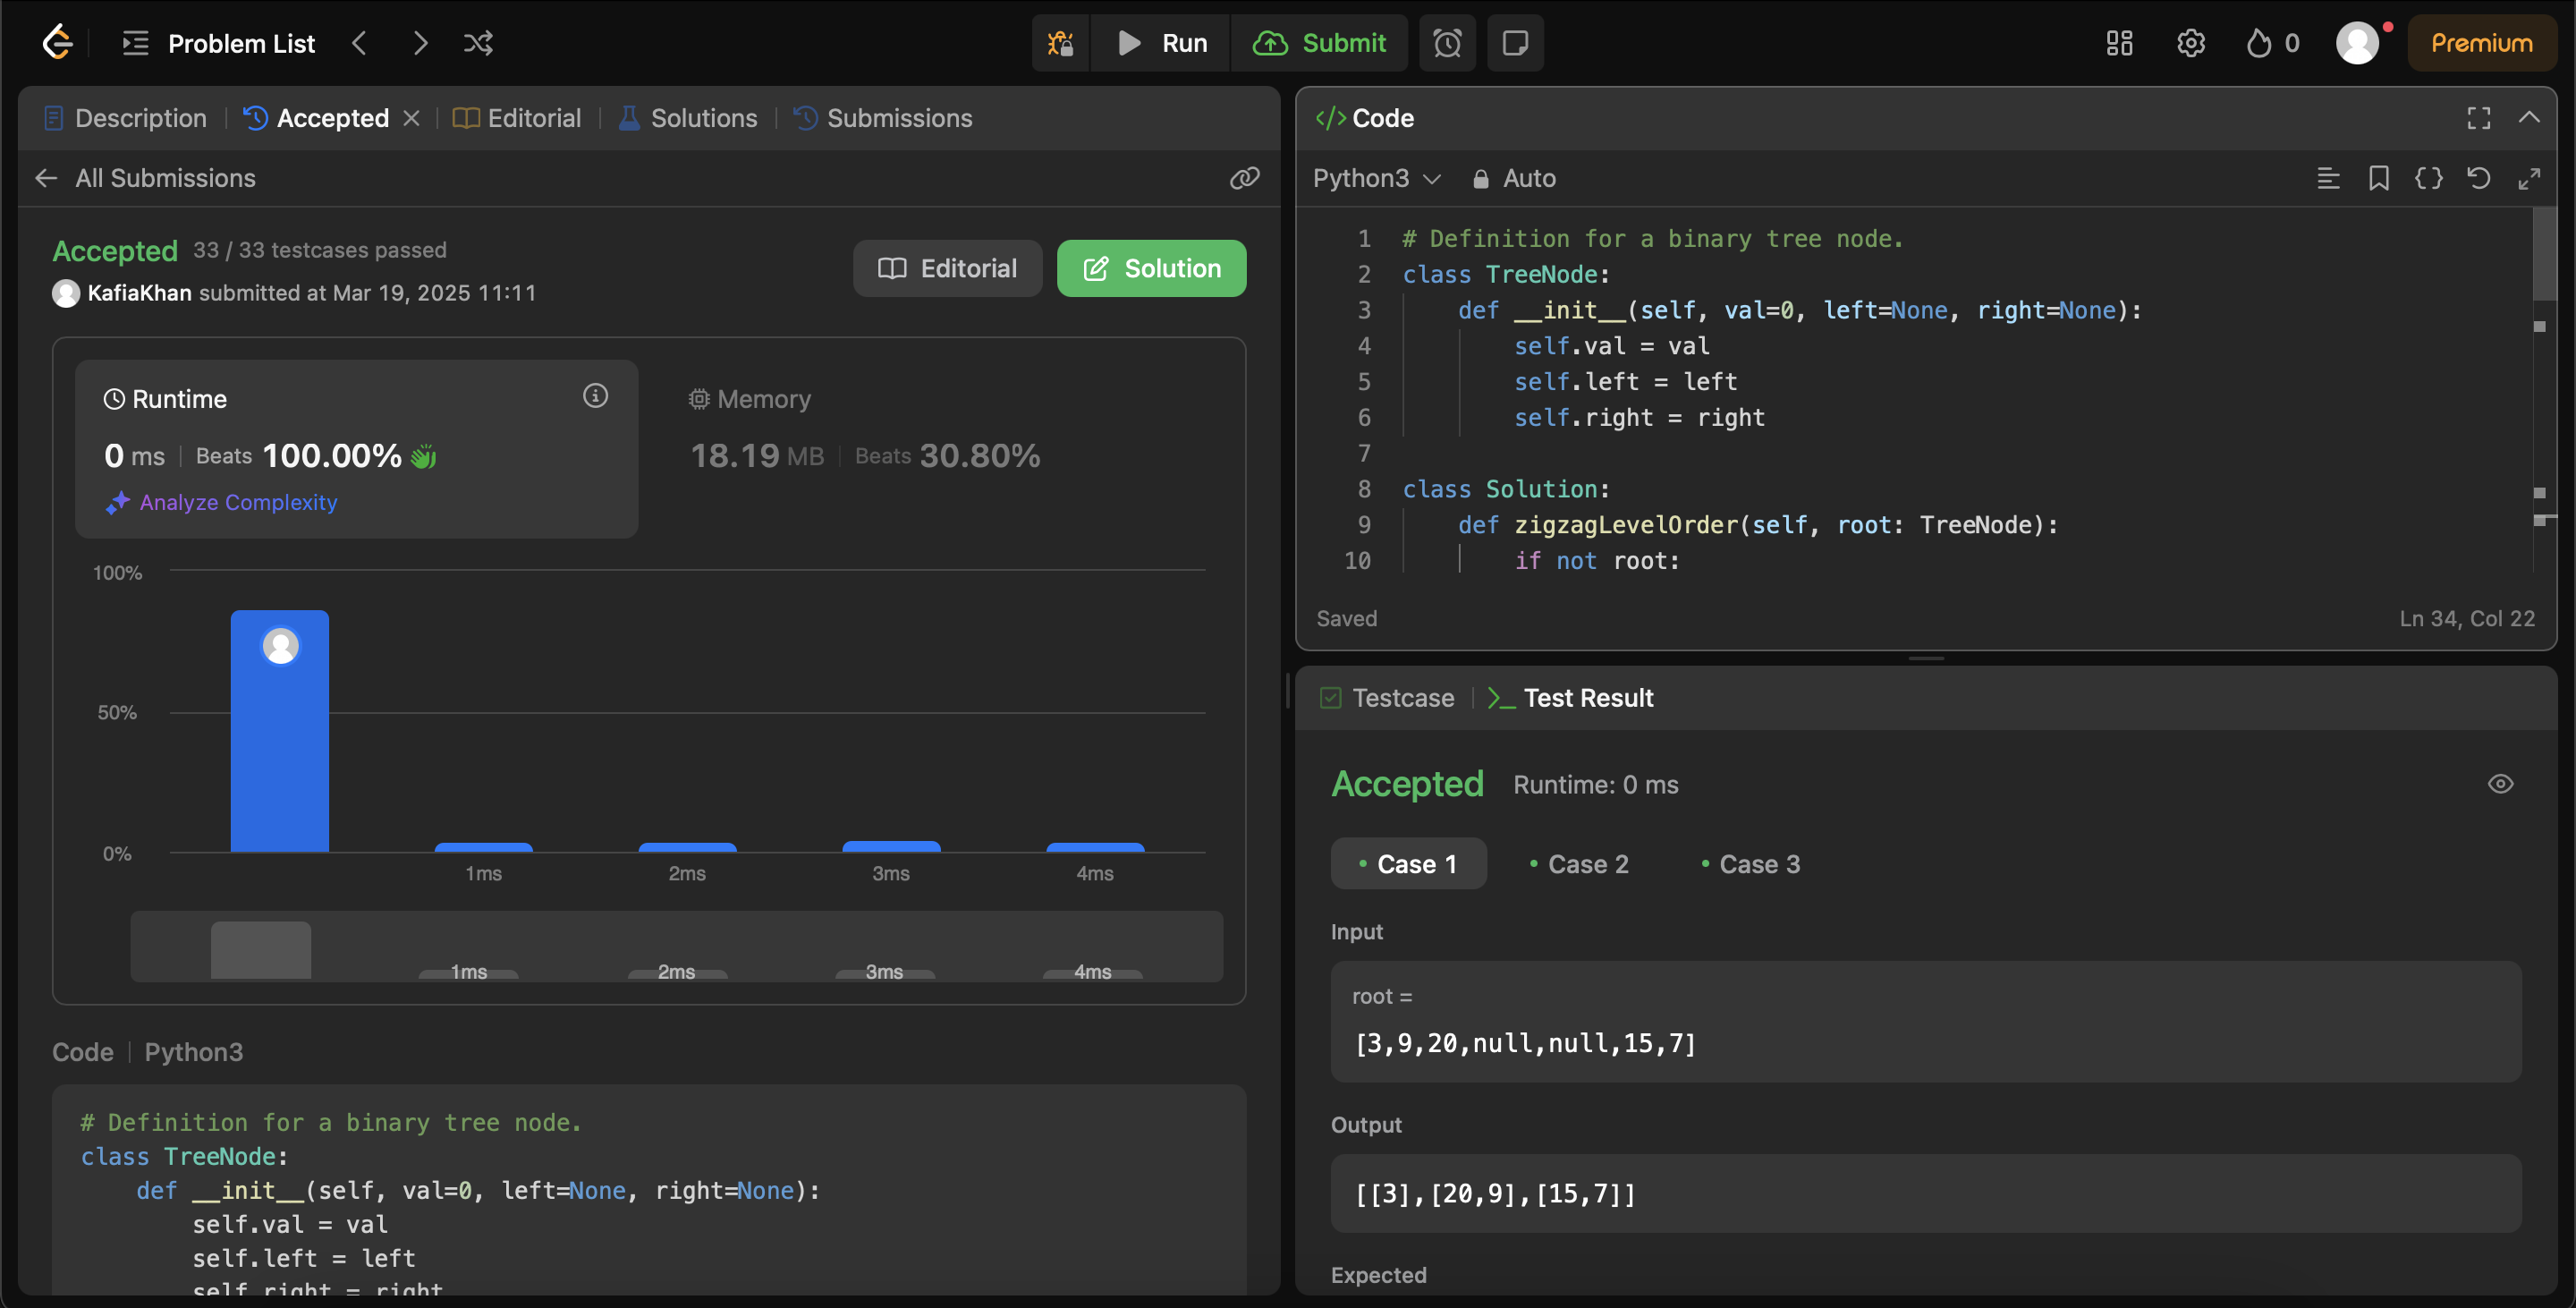 Problem List
Run
Submit
0
Premium
Description
Accepted
Editorial
Solutions
Submissions
All Submissions
Accepted 33 / 33 testcases passed
KafiaKhan submitted at Mar 19, 2025 11:11
Editorial
Solution
Runtime
0 ms Beats 100.00%
Analyze Complexity
Memory
18.19 MB Beats 30.80%
100%
50%
0%
1ms 2ms 3ms 4ms
1ms 2ms 3ms 4ms
Code Python3
# Definition for a binary tree node.
class TreeNode:
    def __init__(self, val=0, left=None, right=None):
        self.val = val
        self.left = left
        self.right = right
</> Code
Python3 Auto
1 # Definition for a binary tree node.
2 class TreeNode:
3     def __init__(self, val=0, left=None, right=None):
4         self.val = val
5         self.left = left
6         self.right = right
7
8 class Solution:
9     def zigzagLevelOrder(self, root: TreeNode):
10         if not root:
Saved Ln 34, Col 22
Testcase
Test Result
Accepted Runtime: 0 ms
Case 1 Case 2 Case 3
Input
root =
[3,9,20,null,null,15,7]
Output
[[3],[20,9],[15,7]]
Expected